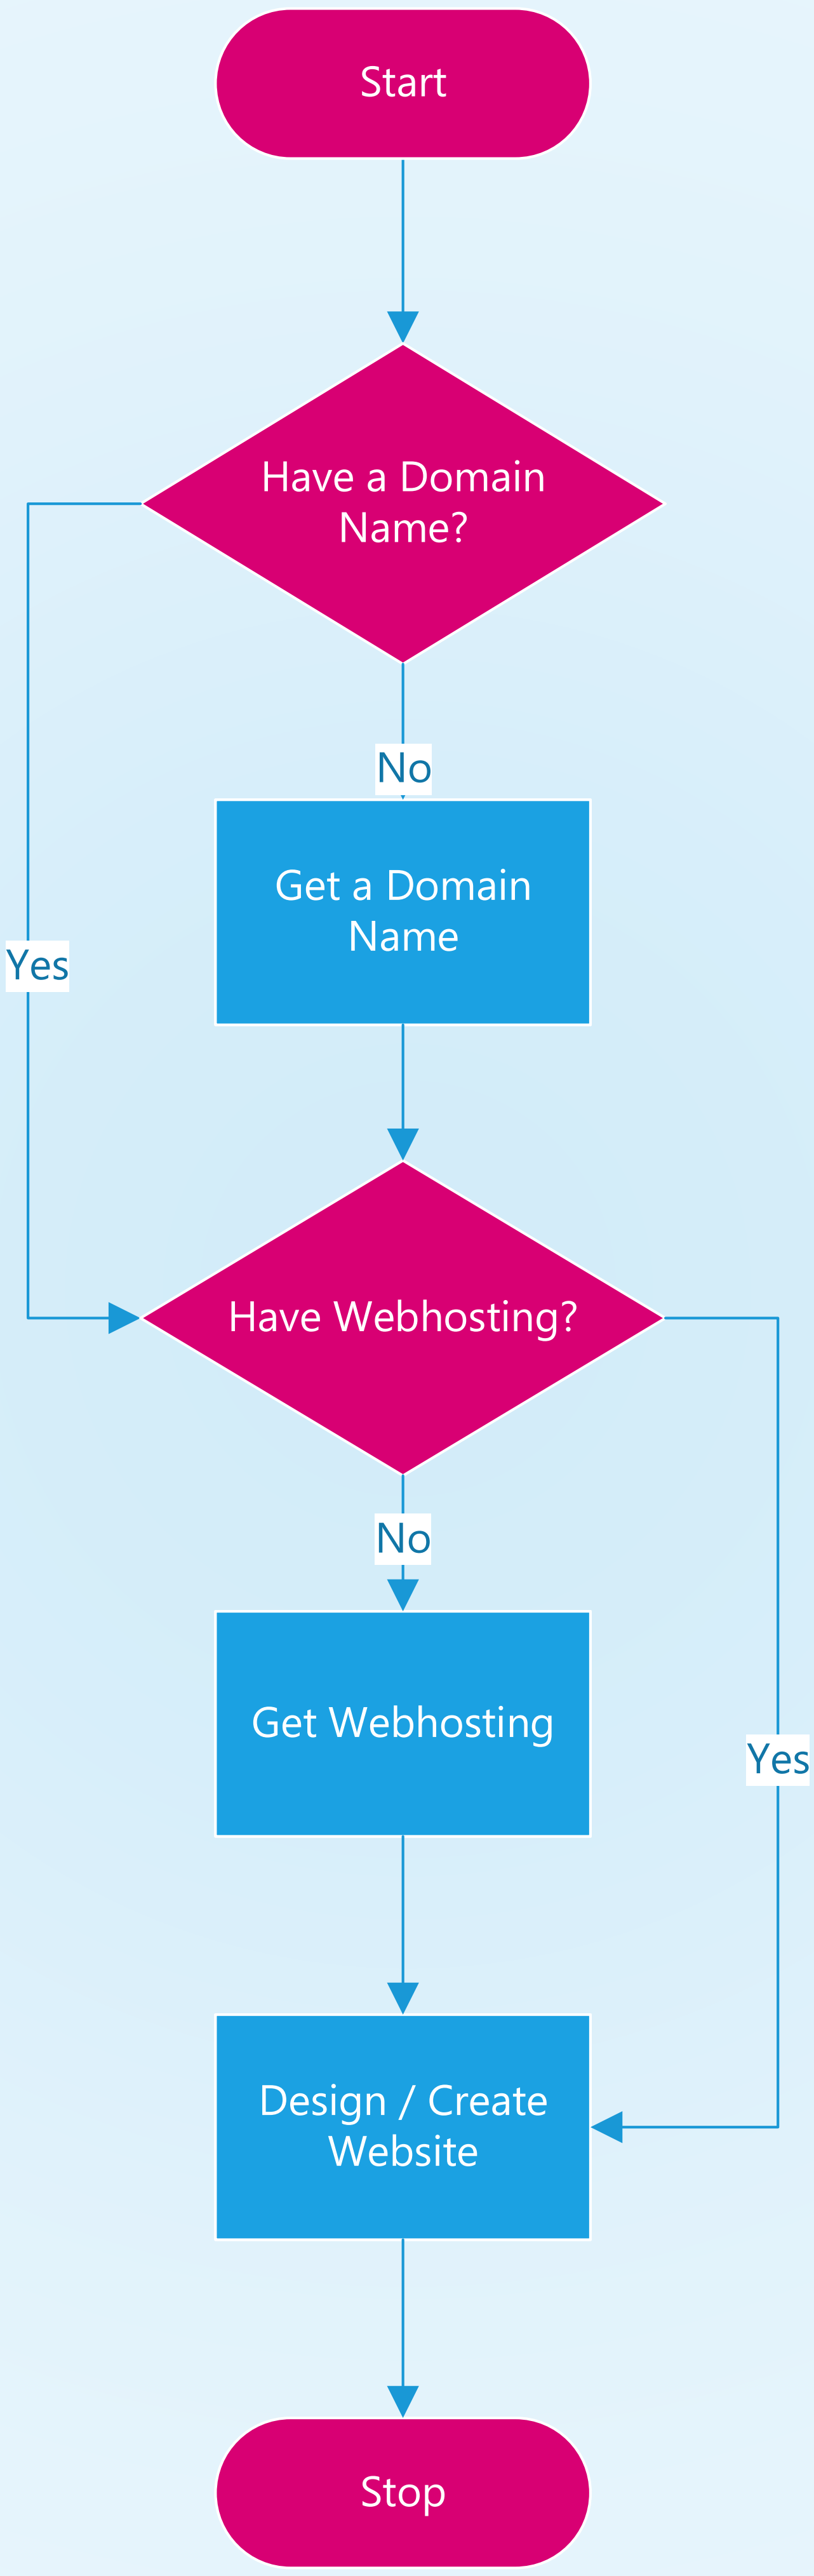 Start
Have a Domain
Name?
No
Get a Domain
Name
Yes
Have Webhosting?
No
Get Webhosting
Yes
Design / Create
Website
Stop